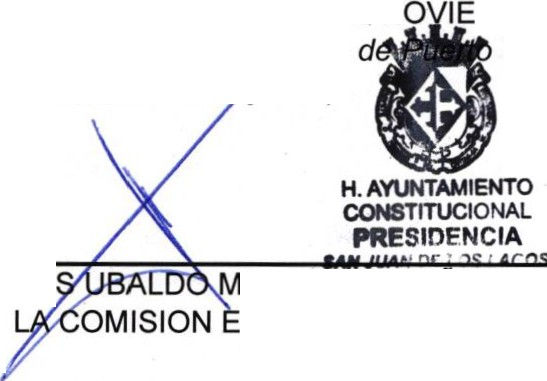 OVIE
de Puerto
H. AYUNTAMIENTO
CONSTITUCIONAL
PRESIDENCIA
SAN JUAN DE LOS LAGOS
S UBALDO M
LA COMISION E